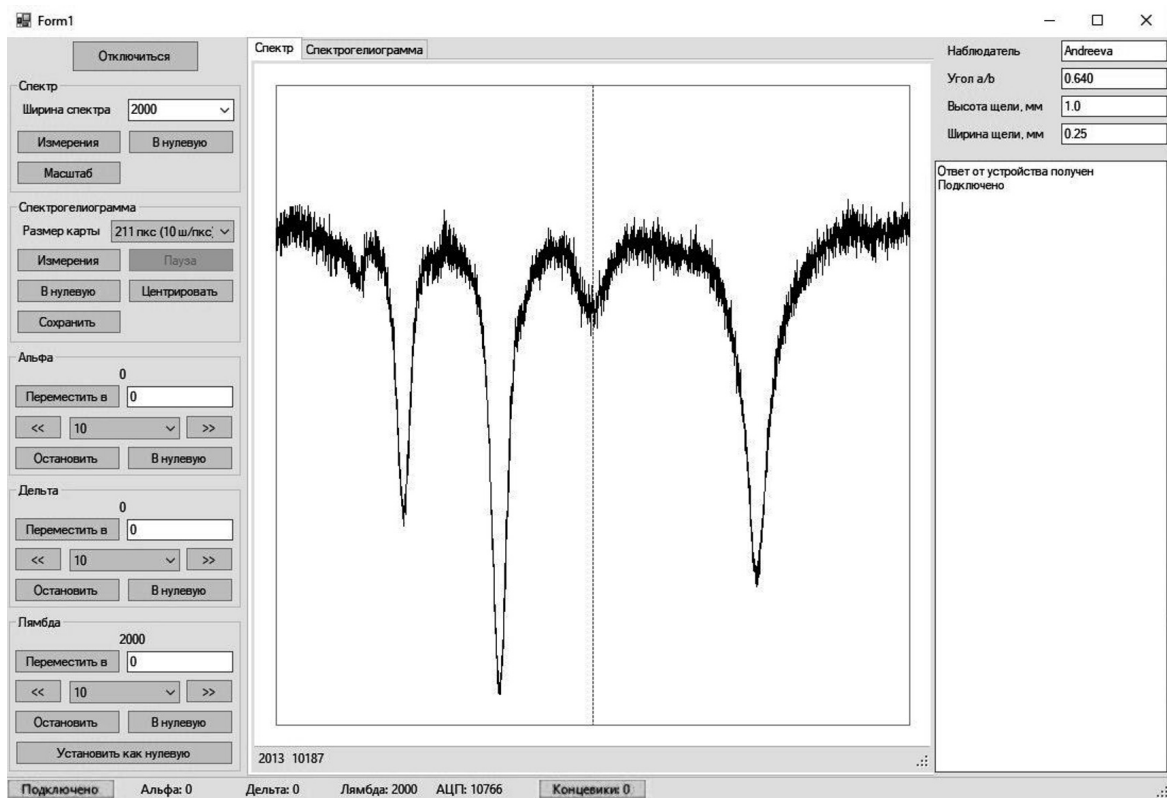 Form1
Отключиться
Спектр
Ширина спектра 2000
Измерения В нулевую
Масштаб
Спектрогелиограмма
Размер карты 211 пкс (10 ш/пкс)
Измерения Пауза
В нулевую Центрировать
Сохранить
Альфа
0
Переместить в 0
<< 10 >>
Остановить В нулевую
Дельта
0
Переместить в 0
<< 10 >>
Остановить В нулевую
Лямбда
2000
Переместить в 0
<< 10 >>
Остановить В нулевую
Установить как нулевую
Спектр Спектрогелиограмма
2013 10187
Наблюдатель Andreeva
Угол a/b 0.640
Высота щели, мм 1.0
Ширина щели, мм 0.25
Ответ от устройства получен
Подключено
Подключено Альфа: 0 Дельта: 0 Лямбда: 2000 АЦП: 10766 Концевики: 0